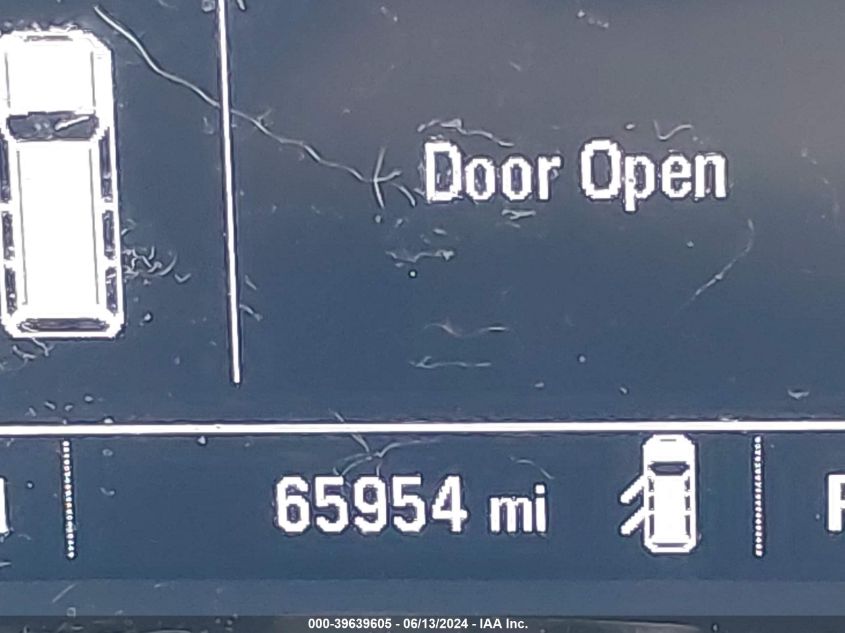 Door Open
65954 mi
000-39639605 - 06/13/2024 - IAA Inc.